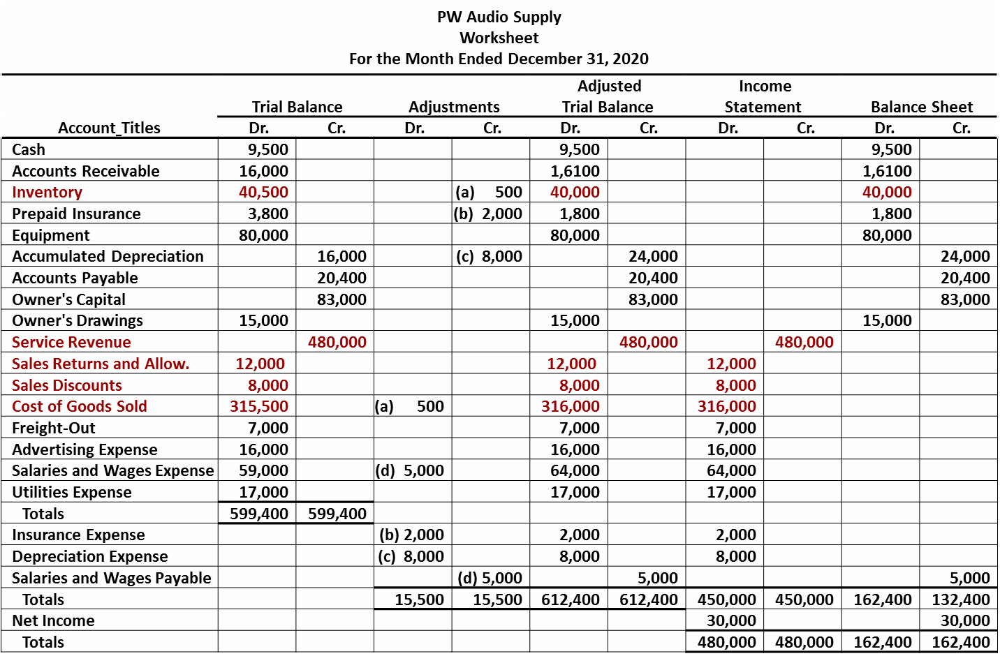 PW Audio Supply
Worksheet
For the Month Ended December 31, 2020
Adjusted Income
Trial Balance Adjustments Trial Balance Statement Balance Sheet
Account_Titles Dr. Cr. Dr. Cr. Dr. Cr. Dr. Cr. Dr. Cr.
Cash 9,500 9,500 9,500
Accounts Receivable 16,000 1,6100 1,6100
Inventory 40,500 (a) 500 40,000 40,000
Prepaid Insurance 3,800 (b) 2,000 1,800 1,800
Equipment 80,000 80,000 80,000
Accumulated Depreciation 16,000 (c) 8,000 24,000 24,000
Accounts Payable 20,400 20,400 20,400
Owner's Capital 83,000 83,000 83,000
Owner's Drawings 15,000 15,000 15,000
Service Revenue 480,000 480,000 480,000
Sales Returns and Allow. 12,000 12,000 12,000
Sales Discounts 8,000 8,000 8,000
Cost of Goods Sold 315,500 (a) 500 316,000 316,000
Freight-Out 7,000 7,000 7,000
Advertising Expense 16,000 16,000 16,000
Salaries and Wages Expense 59,000 (d) 5,000 64,000 64,000
Utilities Expense 17,000 17,000 17,000
Totals 599,400 599,400
Insurance Expense (b) 2,000 2,000 2,000
Depreciation Expense (c) 8,000 8,000 8,000
Salaries and Wages Payable (d) 5,000 5,000 5,000
Totals 15,500 15,500 612,400 612,400 450,000 450,000 162,400 132,400
Net Income 30,000 30,000
Totals 480,000 480,000 162,400 162,400